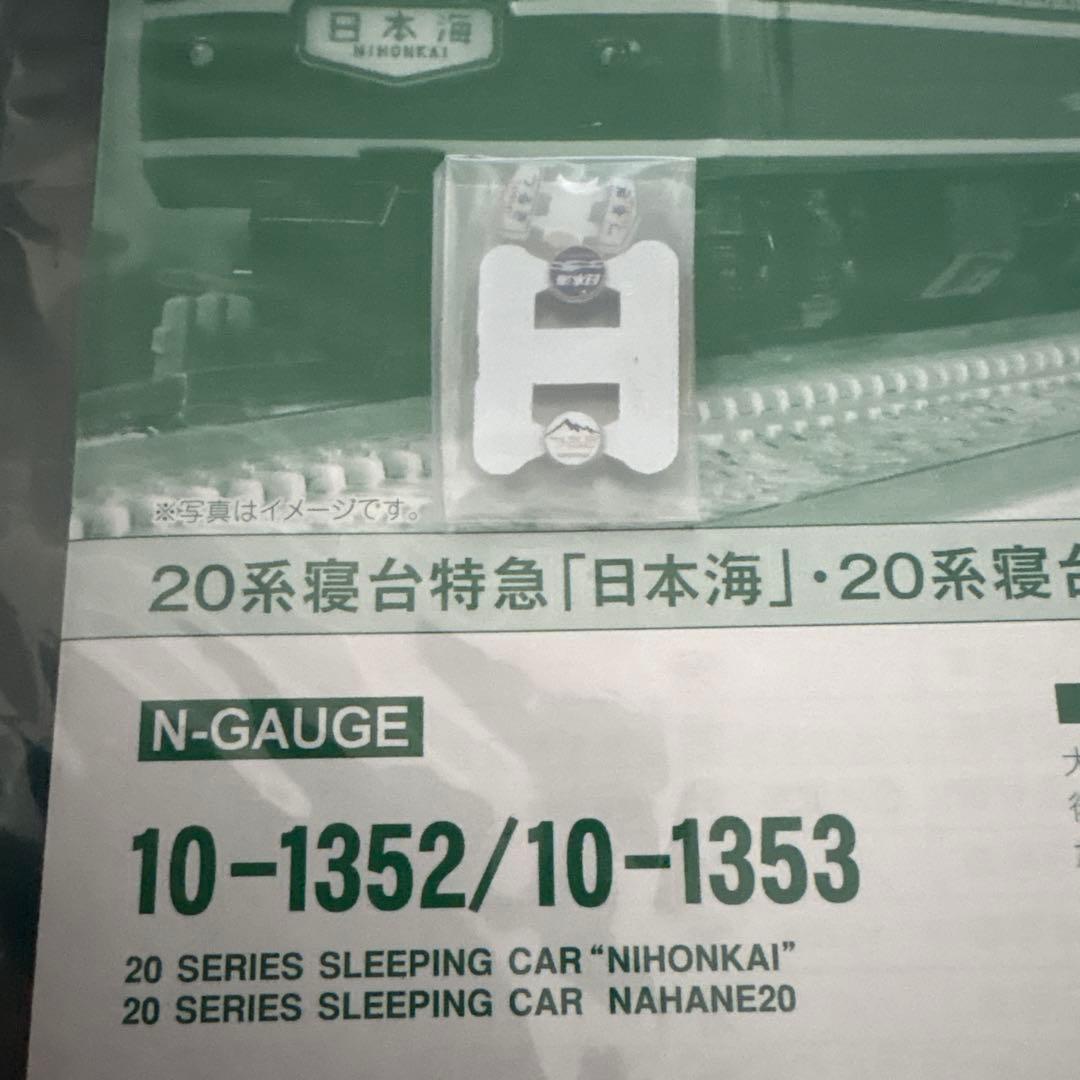 日本海
NIHONKAI
※写真はイメージです。
20系寝台特急「日本海」・20系寝台
N-GAUGE
10-1352/10-1353
20 SERIES SLEEPING CAR “NIHONKAI”
20 SERIES SLEEPING CAR NAHANE20